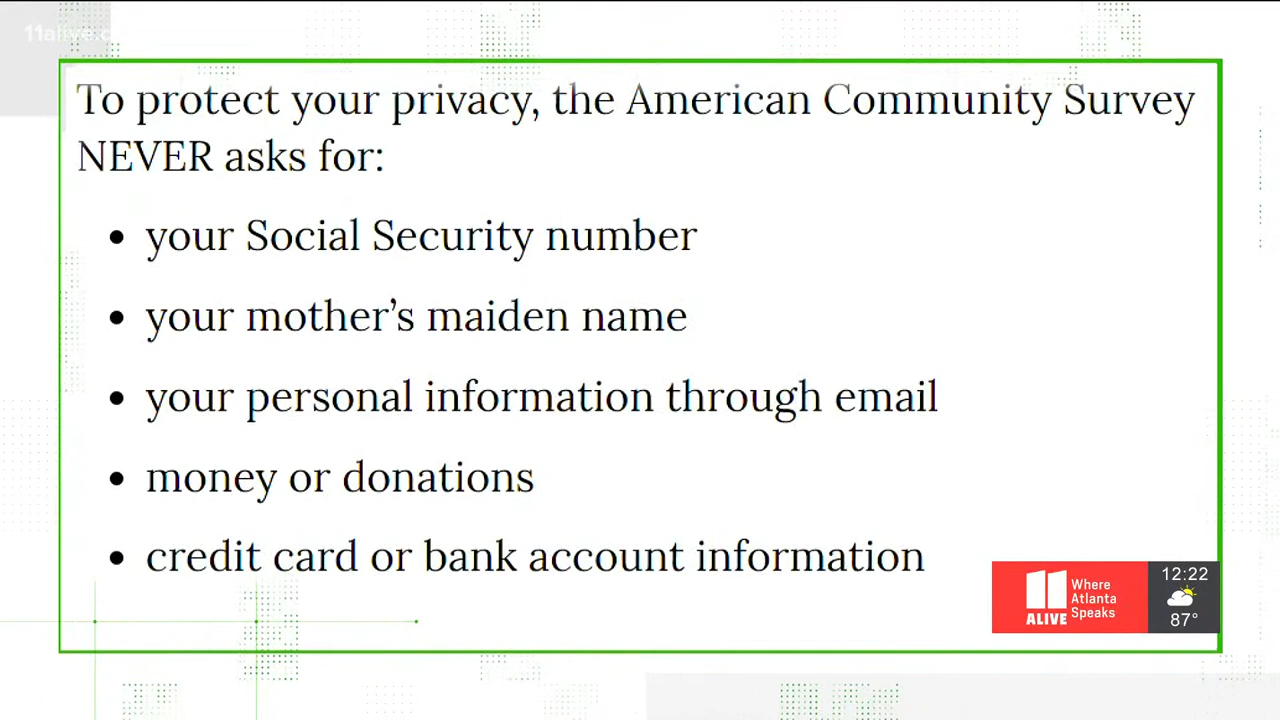 11alive.c
To protect your privacy, the American Community Survey
NEVER asks for:
• your Social Security number
• your mother’s maiden name
• your personal information through email
• money or donations
• credit card or bank account information
11 ALIVE
Where
Atlanta
Speaks
12:22
87°